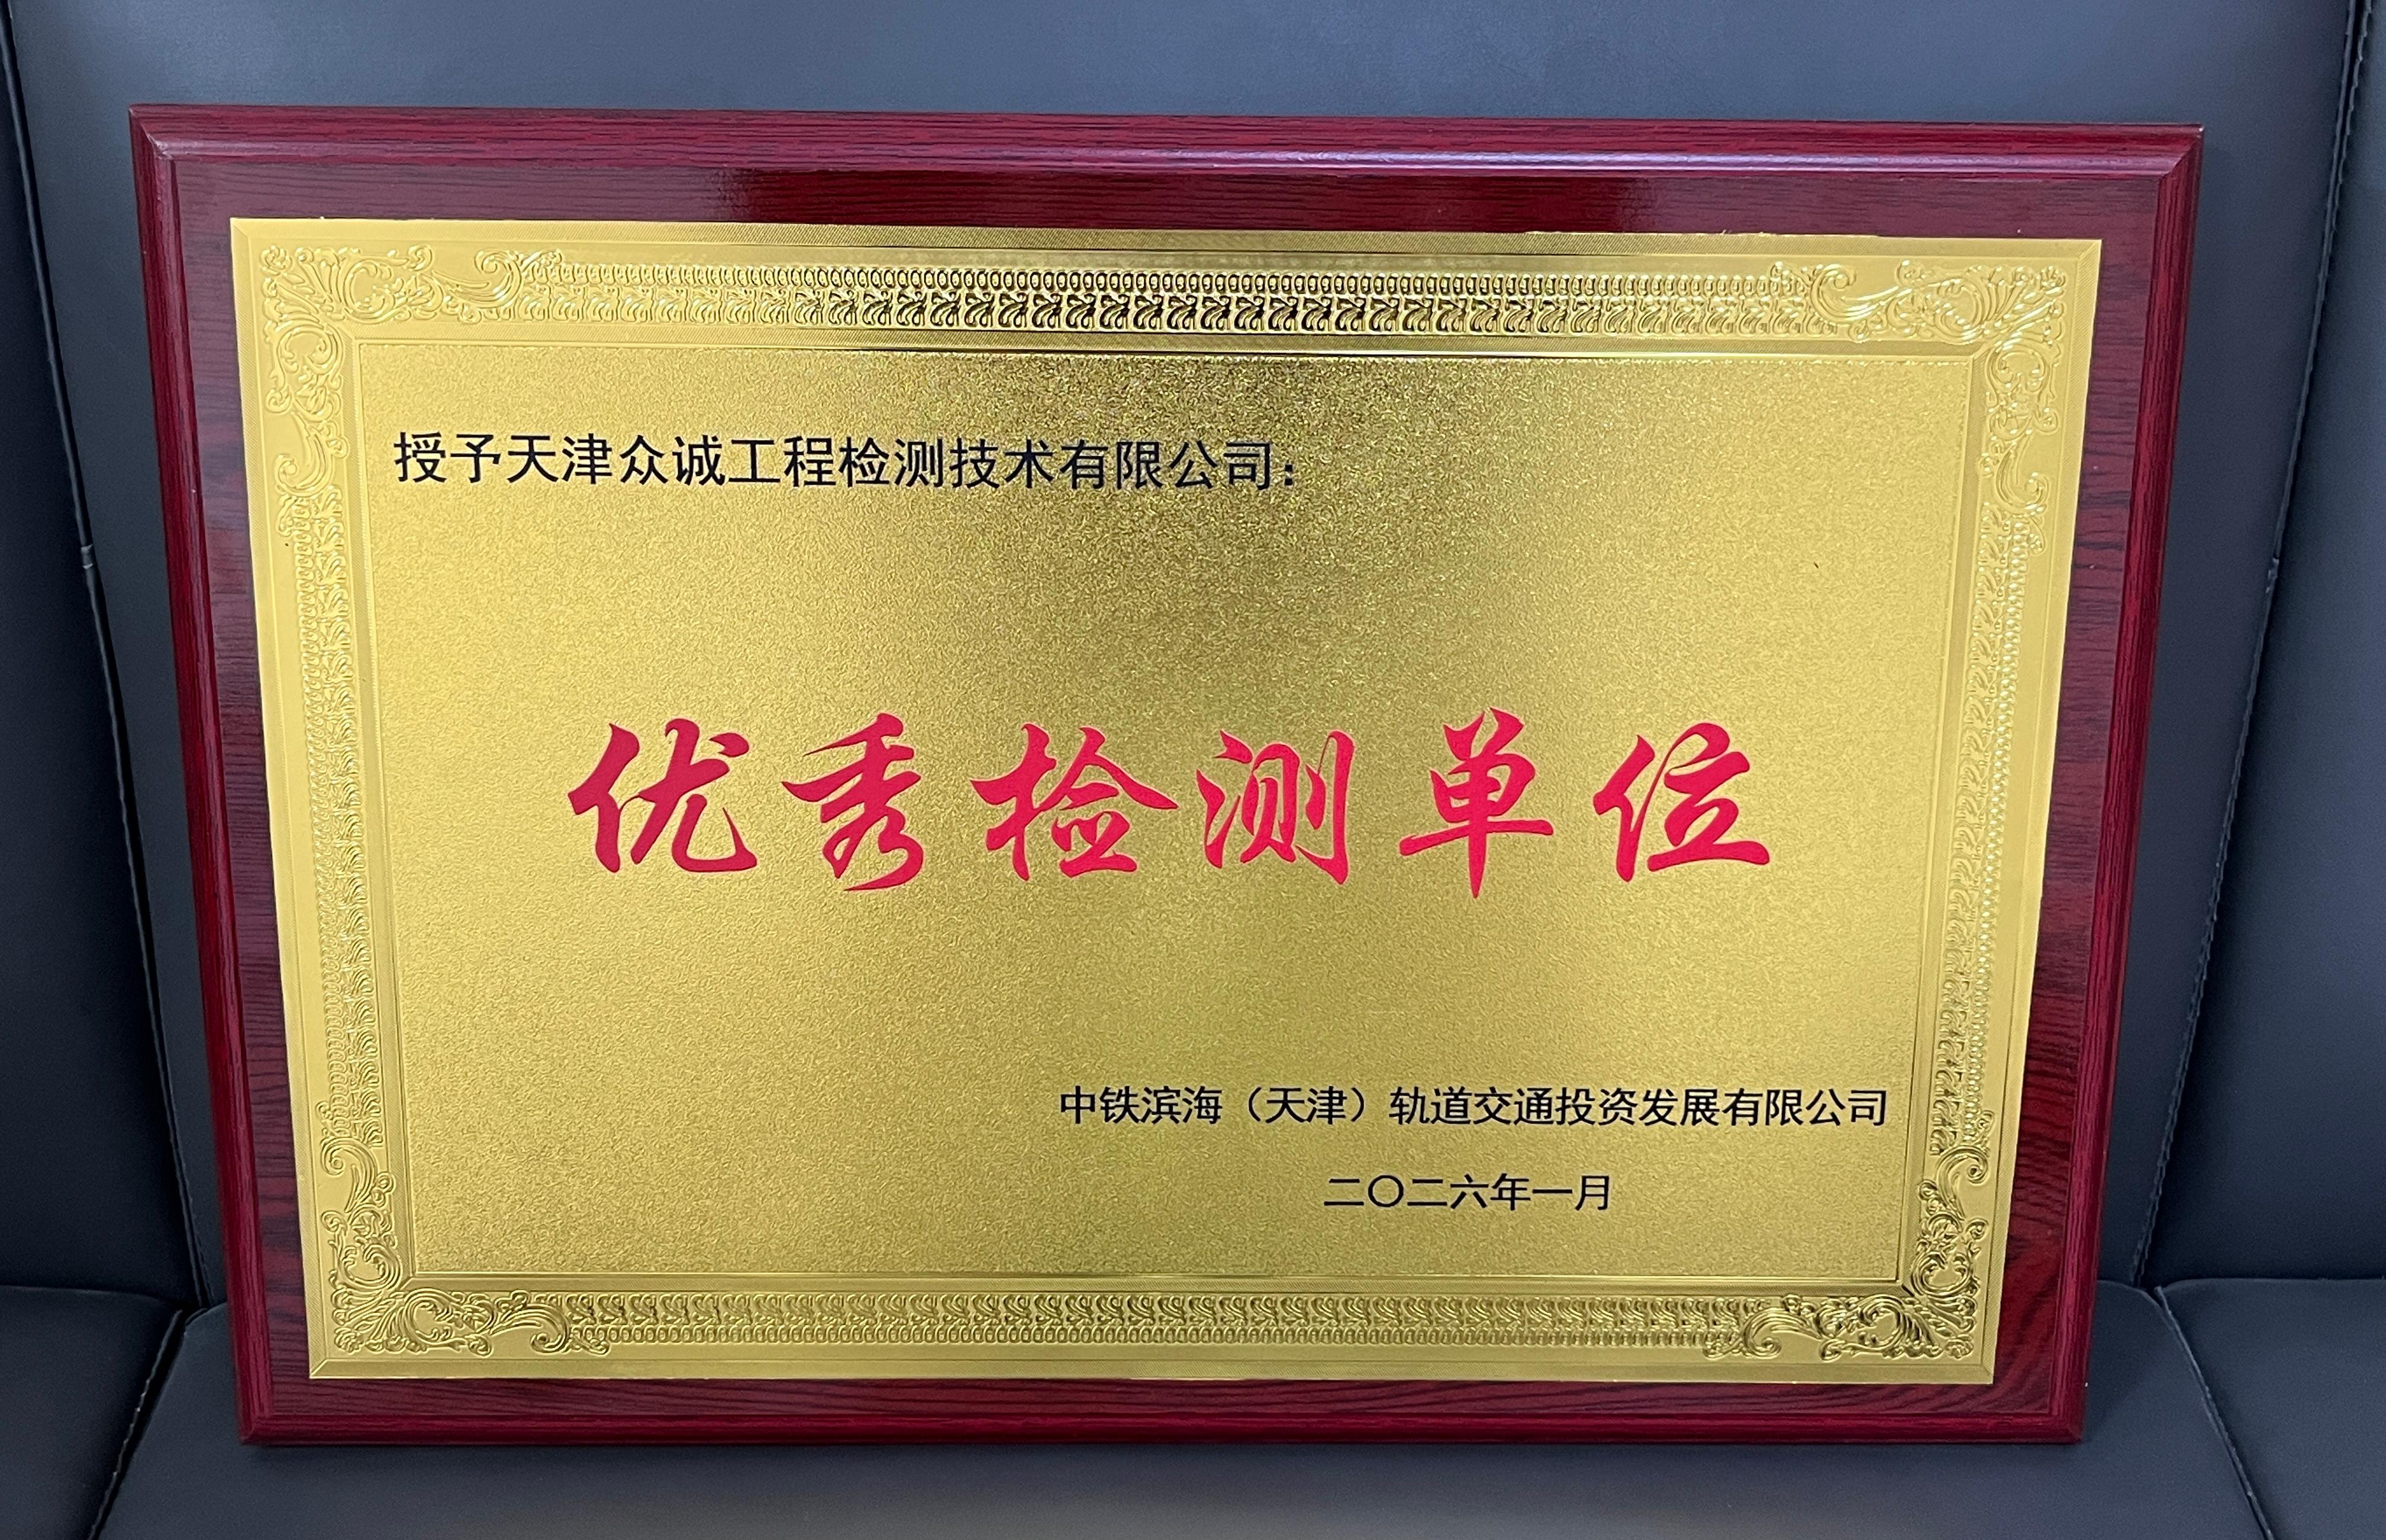 授予天津众诚工程检测技术有限公司：
优秀检测单位
中铁滨海（天津）轨道交通投资发展有限公司
二〇二六年一月